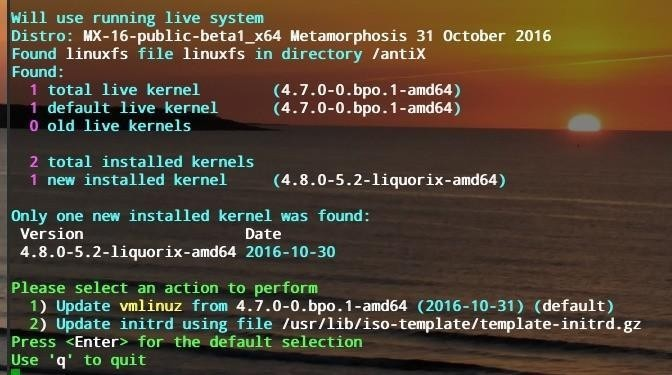 Will use running live system
Distro: MX-16-public-beta1_x64 Metamorphosis 31 October 2016
Found linuxfs file linuxfs in directory /antiX
Found:
1 total live kernel (4.7.0-0.bpo.1-amd64)
1 default live kernel (4.7.0-0.bpo.1-amd64)
0 old live kernels
2 total installed kernels
1 new installed kernel (4.8.0-5.2-liquorix-amd64)
Only one new installed kernel was found:
Version Date
4.8.0-5.2-liquorix-amd64 2016-10-30
Please select an action to perform
1) Update vmlinuz from 4.7.0-0.bpo.1-amd64 (2016-10-31) (default)
2) Update initrd using file /usr/lib/iso-template/template-initrd.gz
Press <Enter> for the default selection
Use 'q' to quit